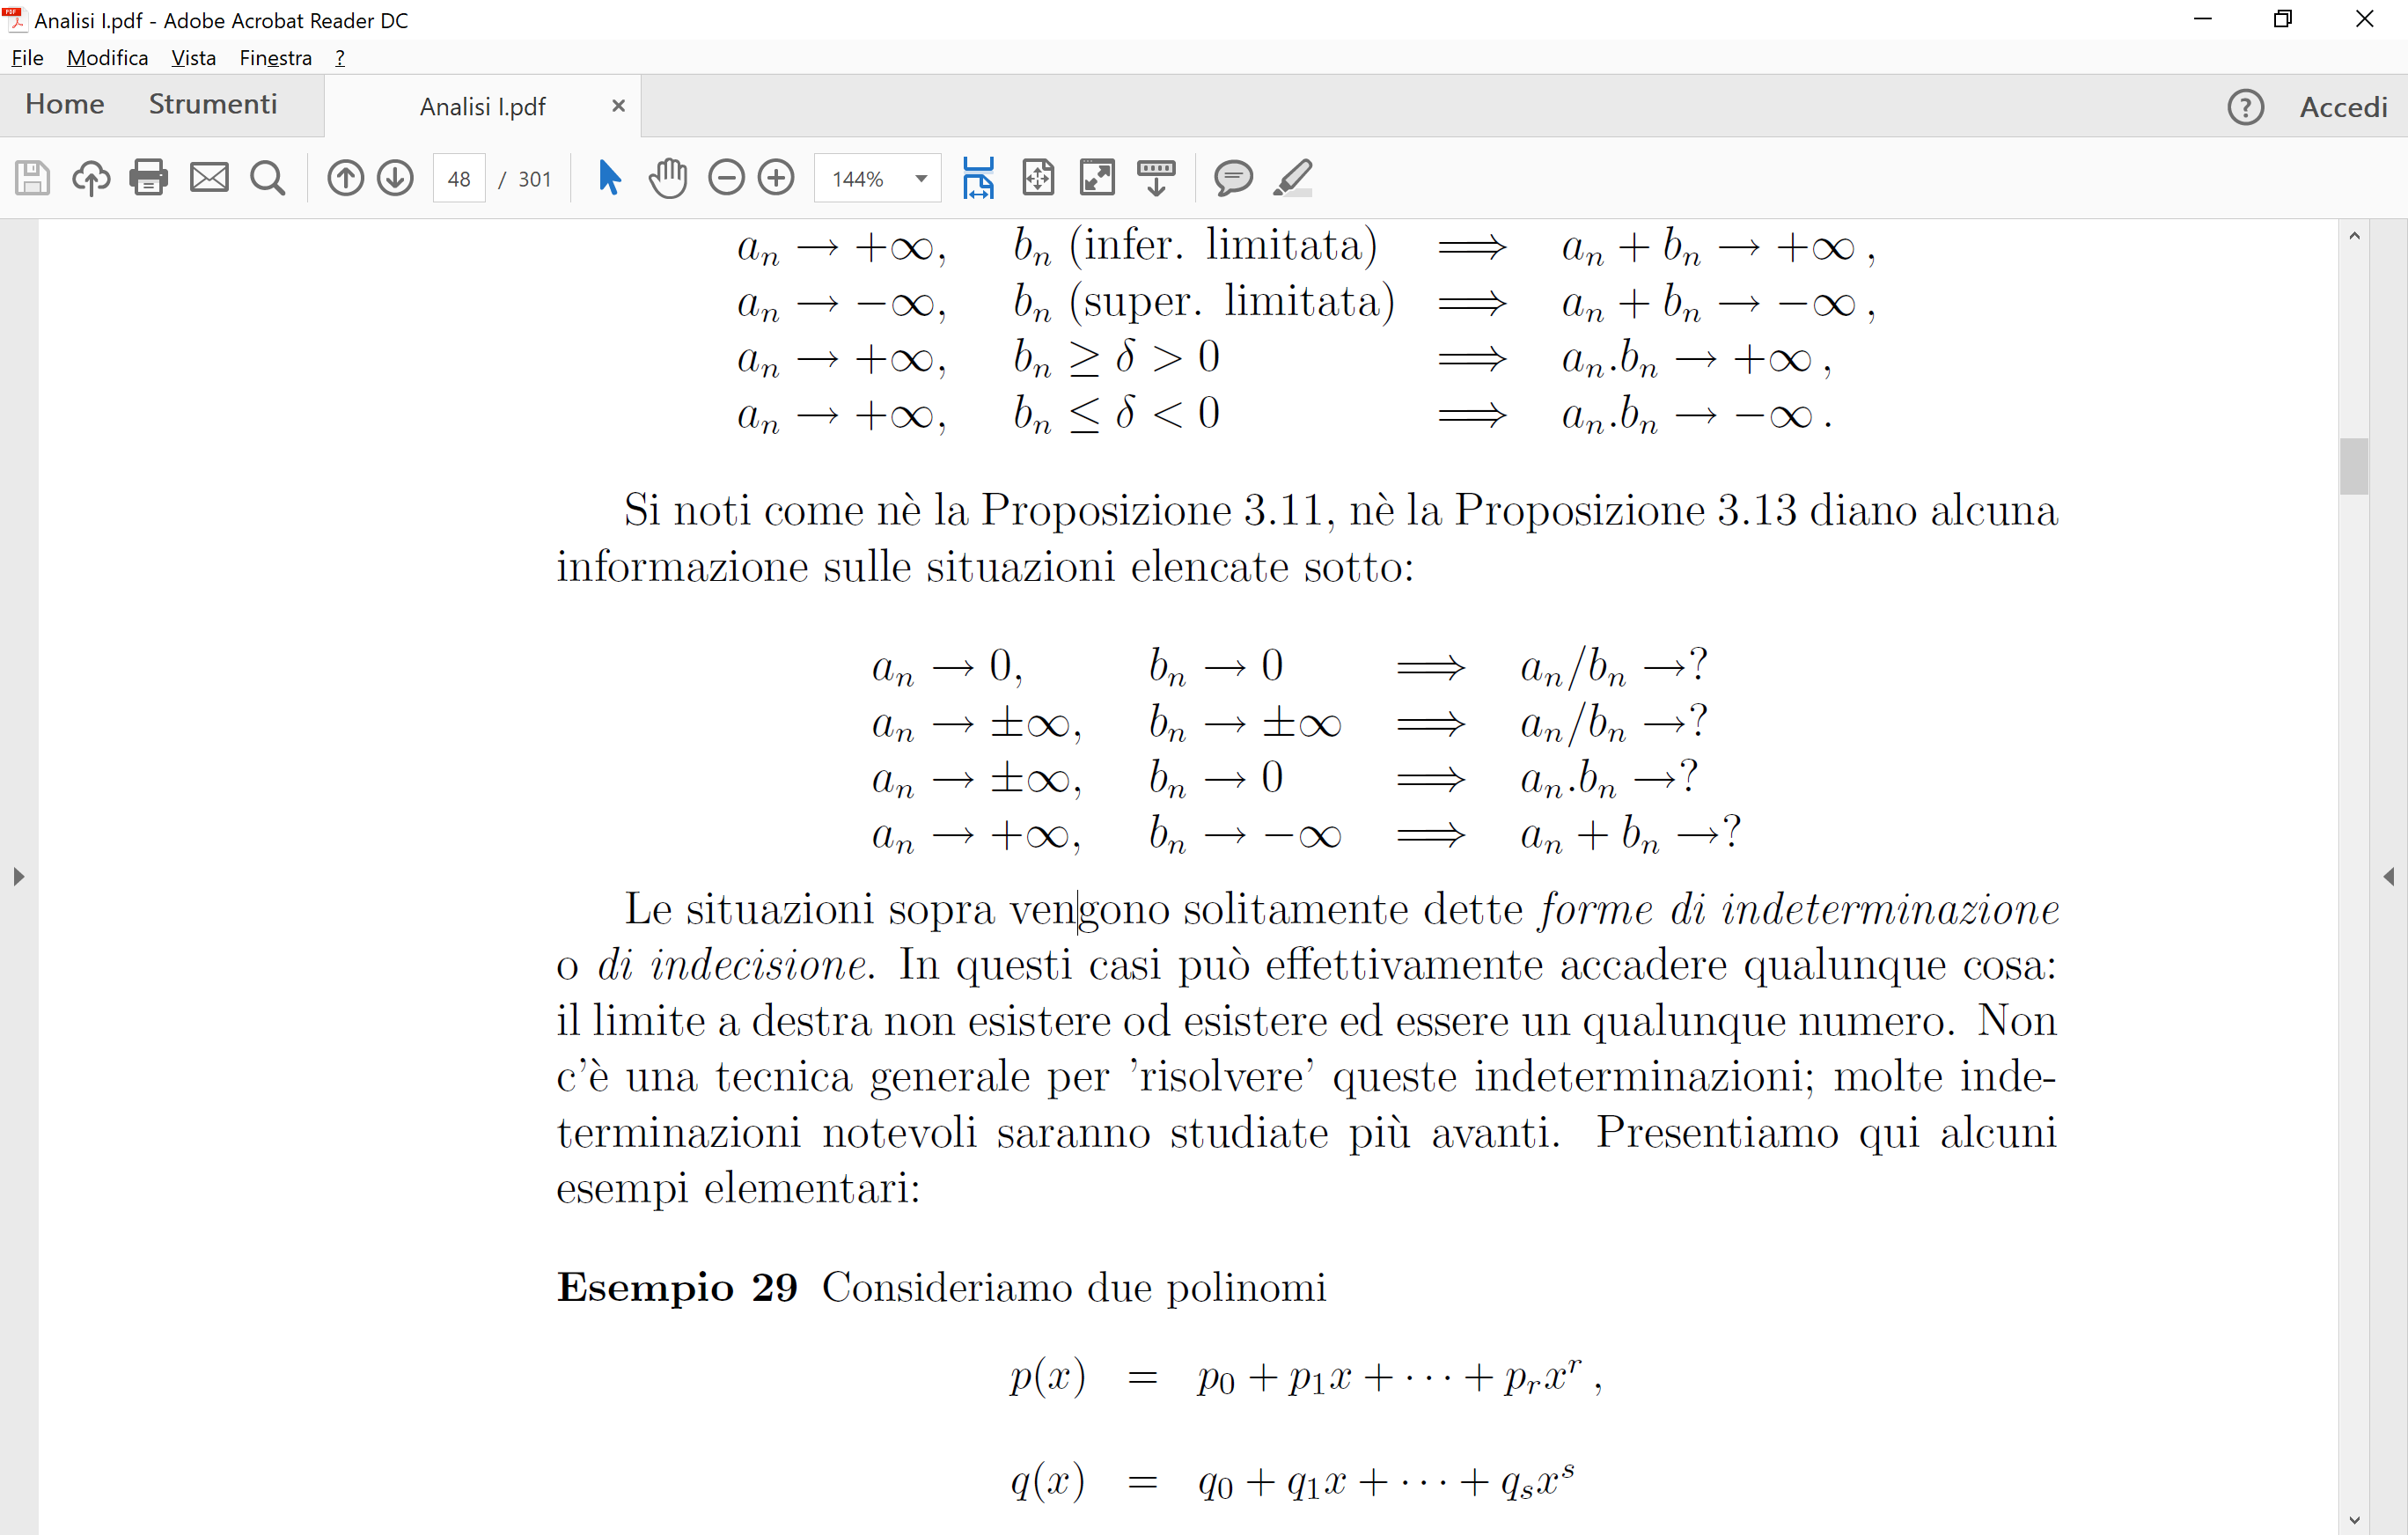 Analisi I.pdf - Adobe Acrobat Reader DC
File Modifica Vista Finestra ?
Home Strumenti Analisi I.pdf × ? Accedi
48 / 301 144%
aₙ → +∞, bₙ (infer. limitata) ⟹ aₙ + bₙ → +∞ ,
aₙ → −∞, bₙ (super. limitata) ⟹ aₙ + bₙ → −∞ ,
aₙ → +∞, bₙ ≥ δ > 0 ⟹ aₙ.bₙ → +∞ ,
aₙ → +∞, bₙ ≤ δ < 0 ⟹ aₙ.bₙ → −∞ .
Si noti come nè la Proposizione 3.11, nè la Proposizione 3.13 diano alcuna
informazione sulle situazioni elencate sotto:
aₙ → 0, bₙ → 0 ⟹ aₙ/bₙ →?
aₙ → ±∞, bₙ → ±∞ ⟹ aₙ/bₙ →?
aₙ → ±∞, bₙ → 0 ⟹ aₙ.bₙ →?
aₙ → +∞, bₙ → −∞ ⟹ aₙ + bₙ →?
Le situazioni sopra vengono solitamente dette forme di indeterminazione
o di indecisione. In questi casi può effettivamente accadere qualunque cosa:
il limite a destra non esistere od esistere ed essere un qualunque numero. Non
c'è una tecnica generale per 'risolvere' queste indeterminazioni; molte inde-
terminazioni notevoli saranno studiate più avanti. Presentiamo qui alcuni
esempi elementari:
Esempio 29 Consideriamo due polinomi
p(x) = p₀ + p₁x + · · · + pᵣxʳ ,
q(x) = q₀ + q₁x + · · · + qₛxˢ